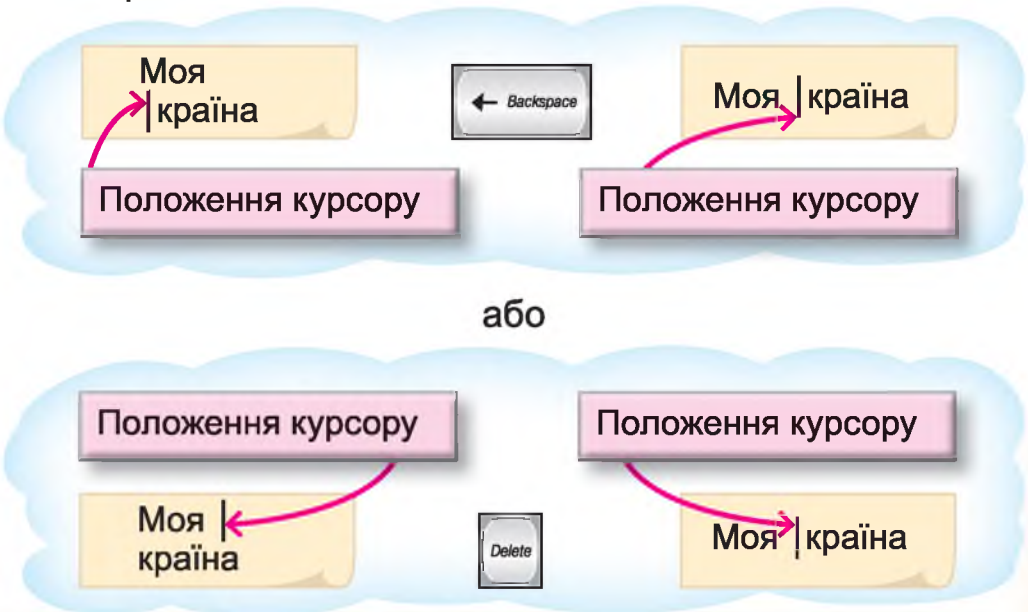 Моя
країна
← Backspace
Моя країна
Положення курсору
Положення курсору
або
Положення курсору
Положення курсору
Моя
країна
Delete
Моя країна